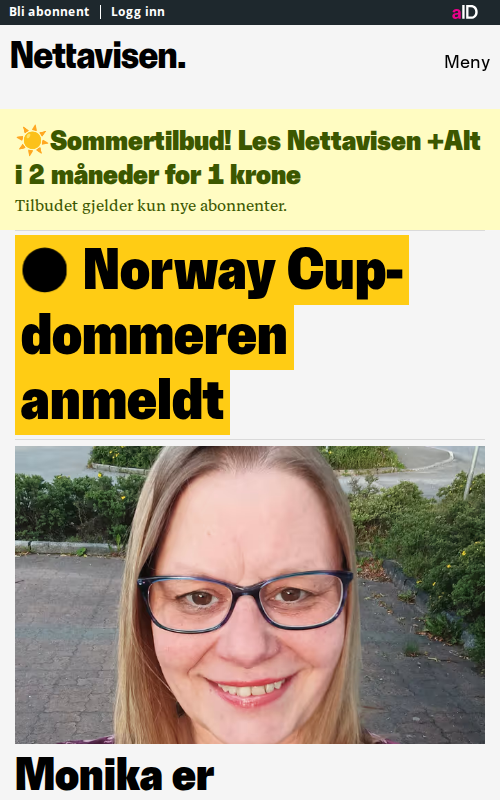 Bli abonnent | Logg inn aID
Nettavisen.
Meny
☀️Sommertilbud! Les Nettavisen +Alt
i 2 måneder for 1 krone
Tilbudet gjelder kun nye abonnenter.
● Norway Cup-
dommeren
anmeldt
Monika er